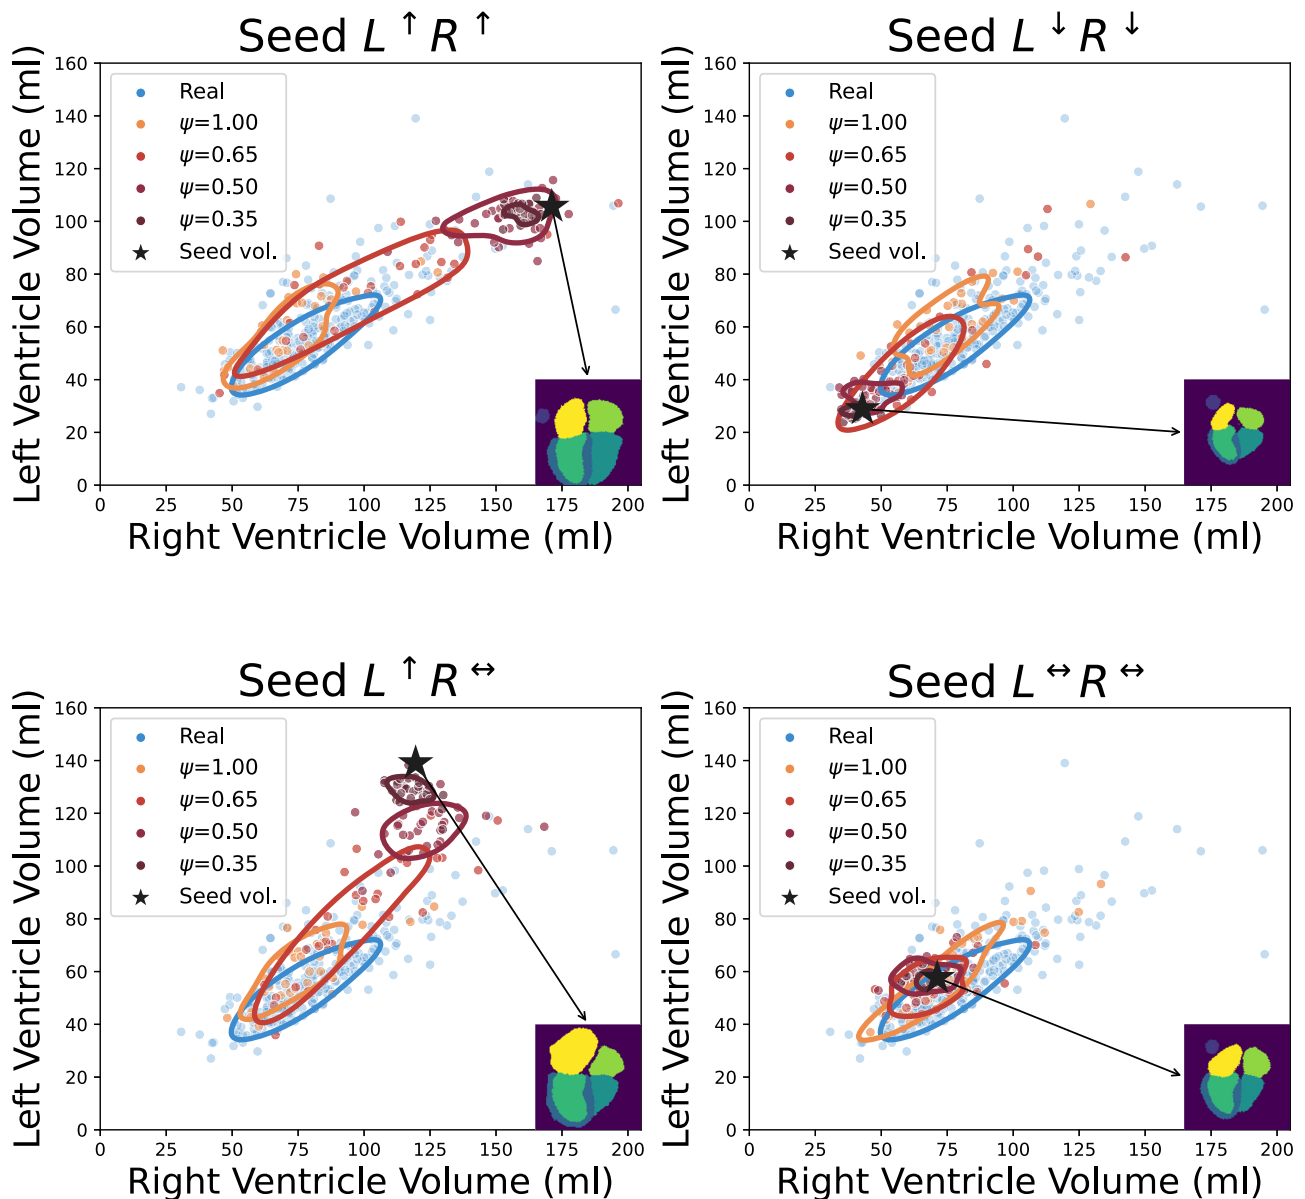 Seed L ↑ R ↑
Left Ventricle Volume (ml)
160
140
120
100
80
60
40
20
0
Real
ψ=1.00
ψ=0.65
ψ=0.50
ψ=0.35
Seed vol.
0 25 50 75 100 125 150 175 200
Right Ventricle Volume (ml)
Seed L ↓ R ↓
Left Ventricle Volume (ml)
160
140
120
100
80
60
40
20
0
Real
ψ=1.00
ψ=0.65
ψ=0.50
ψ=0.35
Seed vol.
0 25 50 75 100 125 150 175 200
Right Ventricle Volume (ml)
Seed L ↑ R ↔
Left Ventricle Volume (ml)
160
140
120
100
80
60
40
20
0
Real
ψ=1.00
ψ=0.65
ψ=0.50
ψ=0.35
Seed vol.
0 25 50 75 100 125 150 175 200
Right Ventricle Volume (ml)
Seed L ↔ R ↔
Left Ventricle Volume (ml)
160
140
120
100
80
60
40
20
0
Real
ψ=1.00
ψ=0.65
ψ=0.50
ψ=0.35
Seed vol.
0 25 50 75 100 125 150 175 200
Right Ventricle Volume (ml)